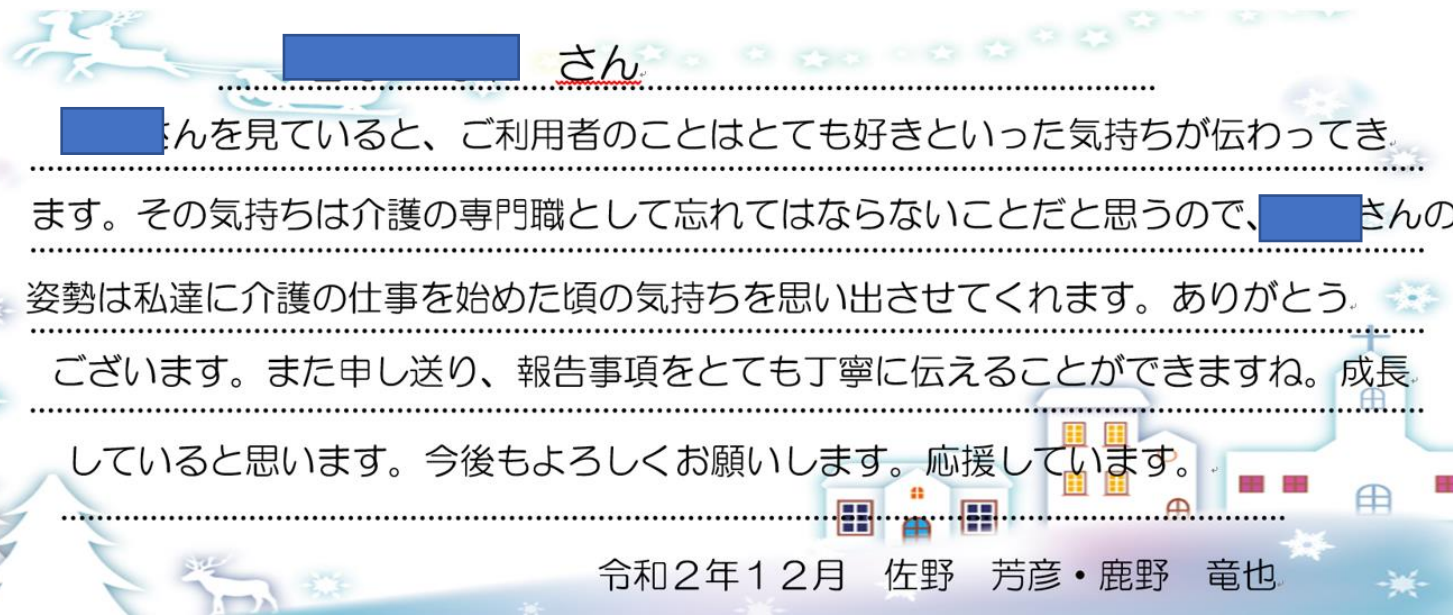 さん
さんを見ていると、ご利用者のことはとても好きといった気持ちが伝わってき
ます。その気持ちは介護の専門職として忘れてはならないことだと思うので、さんの
姿勢は私達に介護の仕事を始めた頃の気持ちを思い出させてくれます。ありがとう
ございます。また申し送り、報告事項をとても丁寧に伝えることができますね。成長
していると思います。今後もよろしくお願いします。応援しています。
令和２年１２月　佐野　芳彦・鹿野　竜也